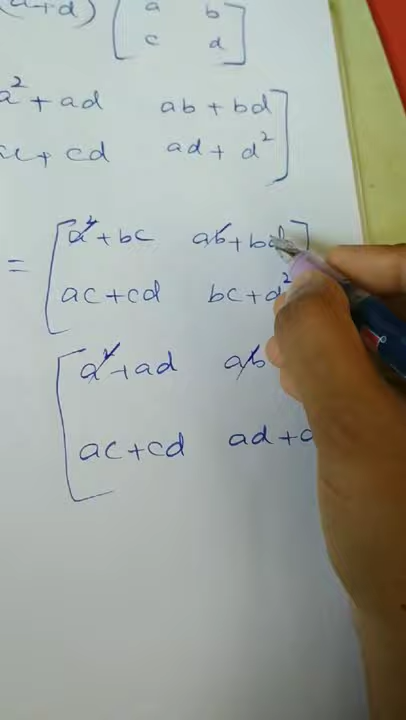 (a+d) [a b
c d]
a² + ad ab + bd
ac + cd ad + d²
= [a² + bc ab + bd]
ac + cd bc + d²
[a² + ad ab
ac + cd ad +